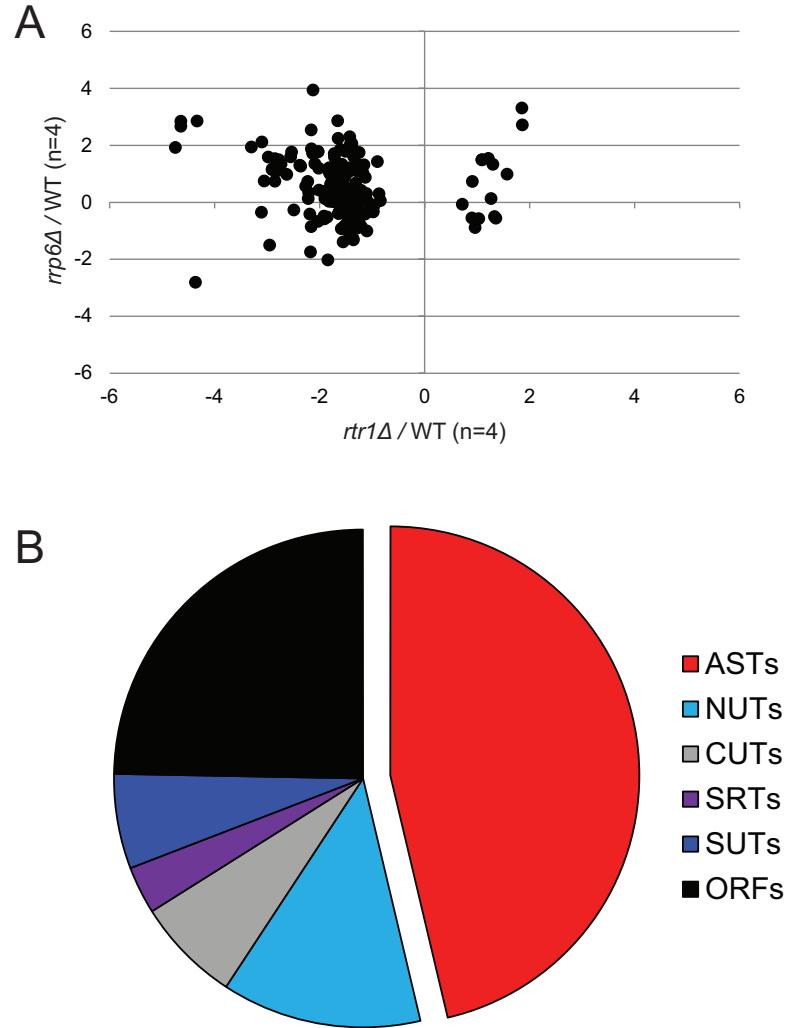 A
6
4
2
0
-2
-4
-6
-6
-4
-2
0
2
4
6
rrp6Δ / WT (n=4)
rtr1Δ / WT (n=4)
B
ASTs
NUTs
CUTs
SRTs
SUTs
ORFs